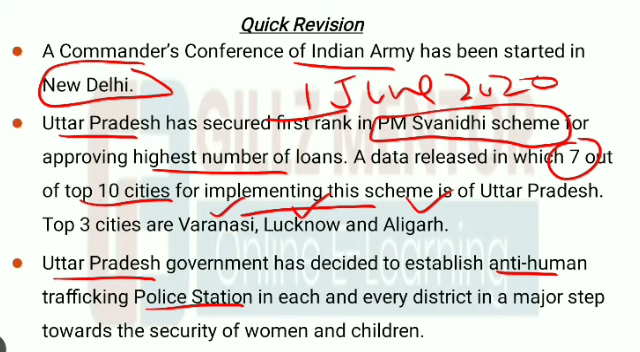 Quick Revision
A Commander's Conference of Indian Army has been started in
New Delhi.
1 June 2020
Uttar Pradesh has secured first rank in PM Svanidhi scheme for
approving highest number of loans. A data released in which 7 out
of top 10 cities for implementing this scheme is of Uttar Pradesh.
Top 3 cities are Varanasi, Lucknow and Aligarh.
Uttar Pradesh government has decided to establish anti-human
trafficking Police Station in each and every district in a major step
towards the security of women and children.
GILLZ MENTOR
Online E-Learning